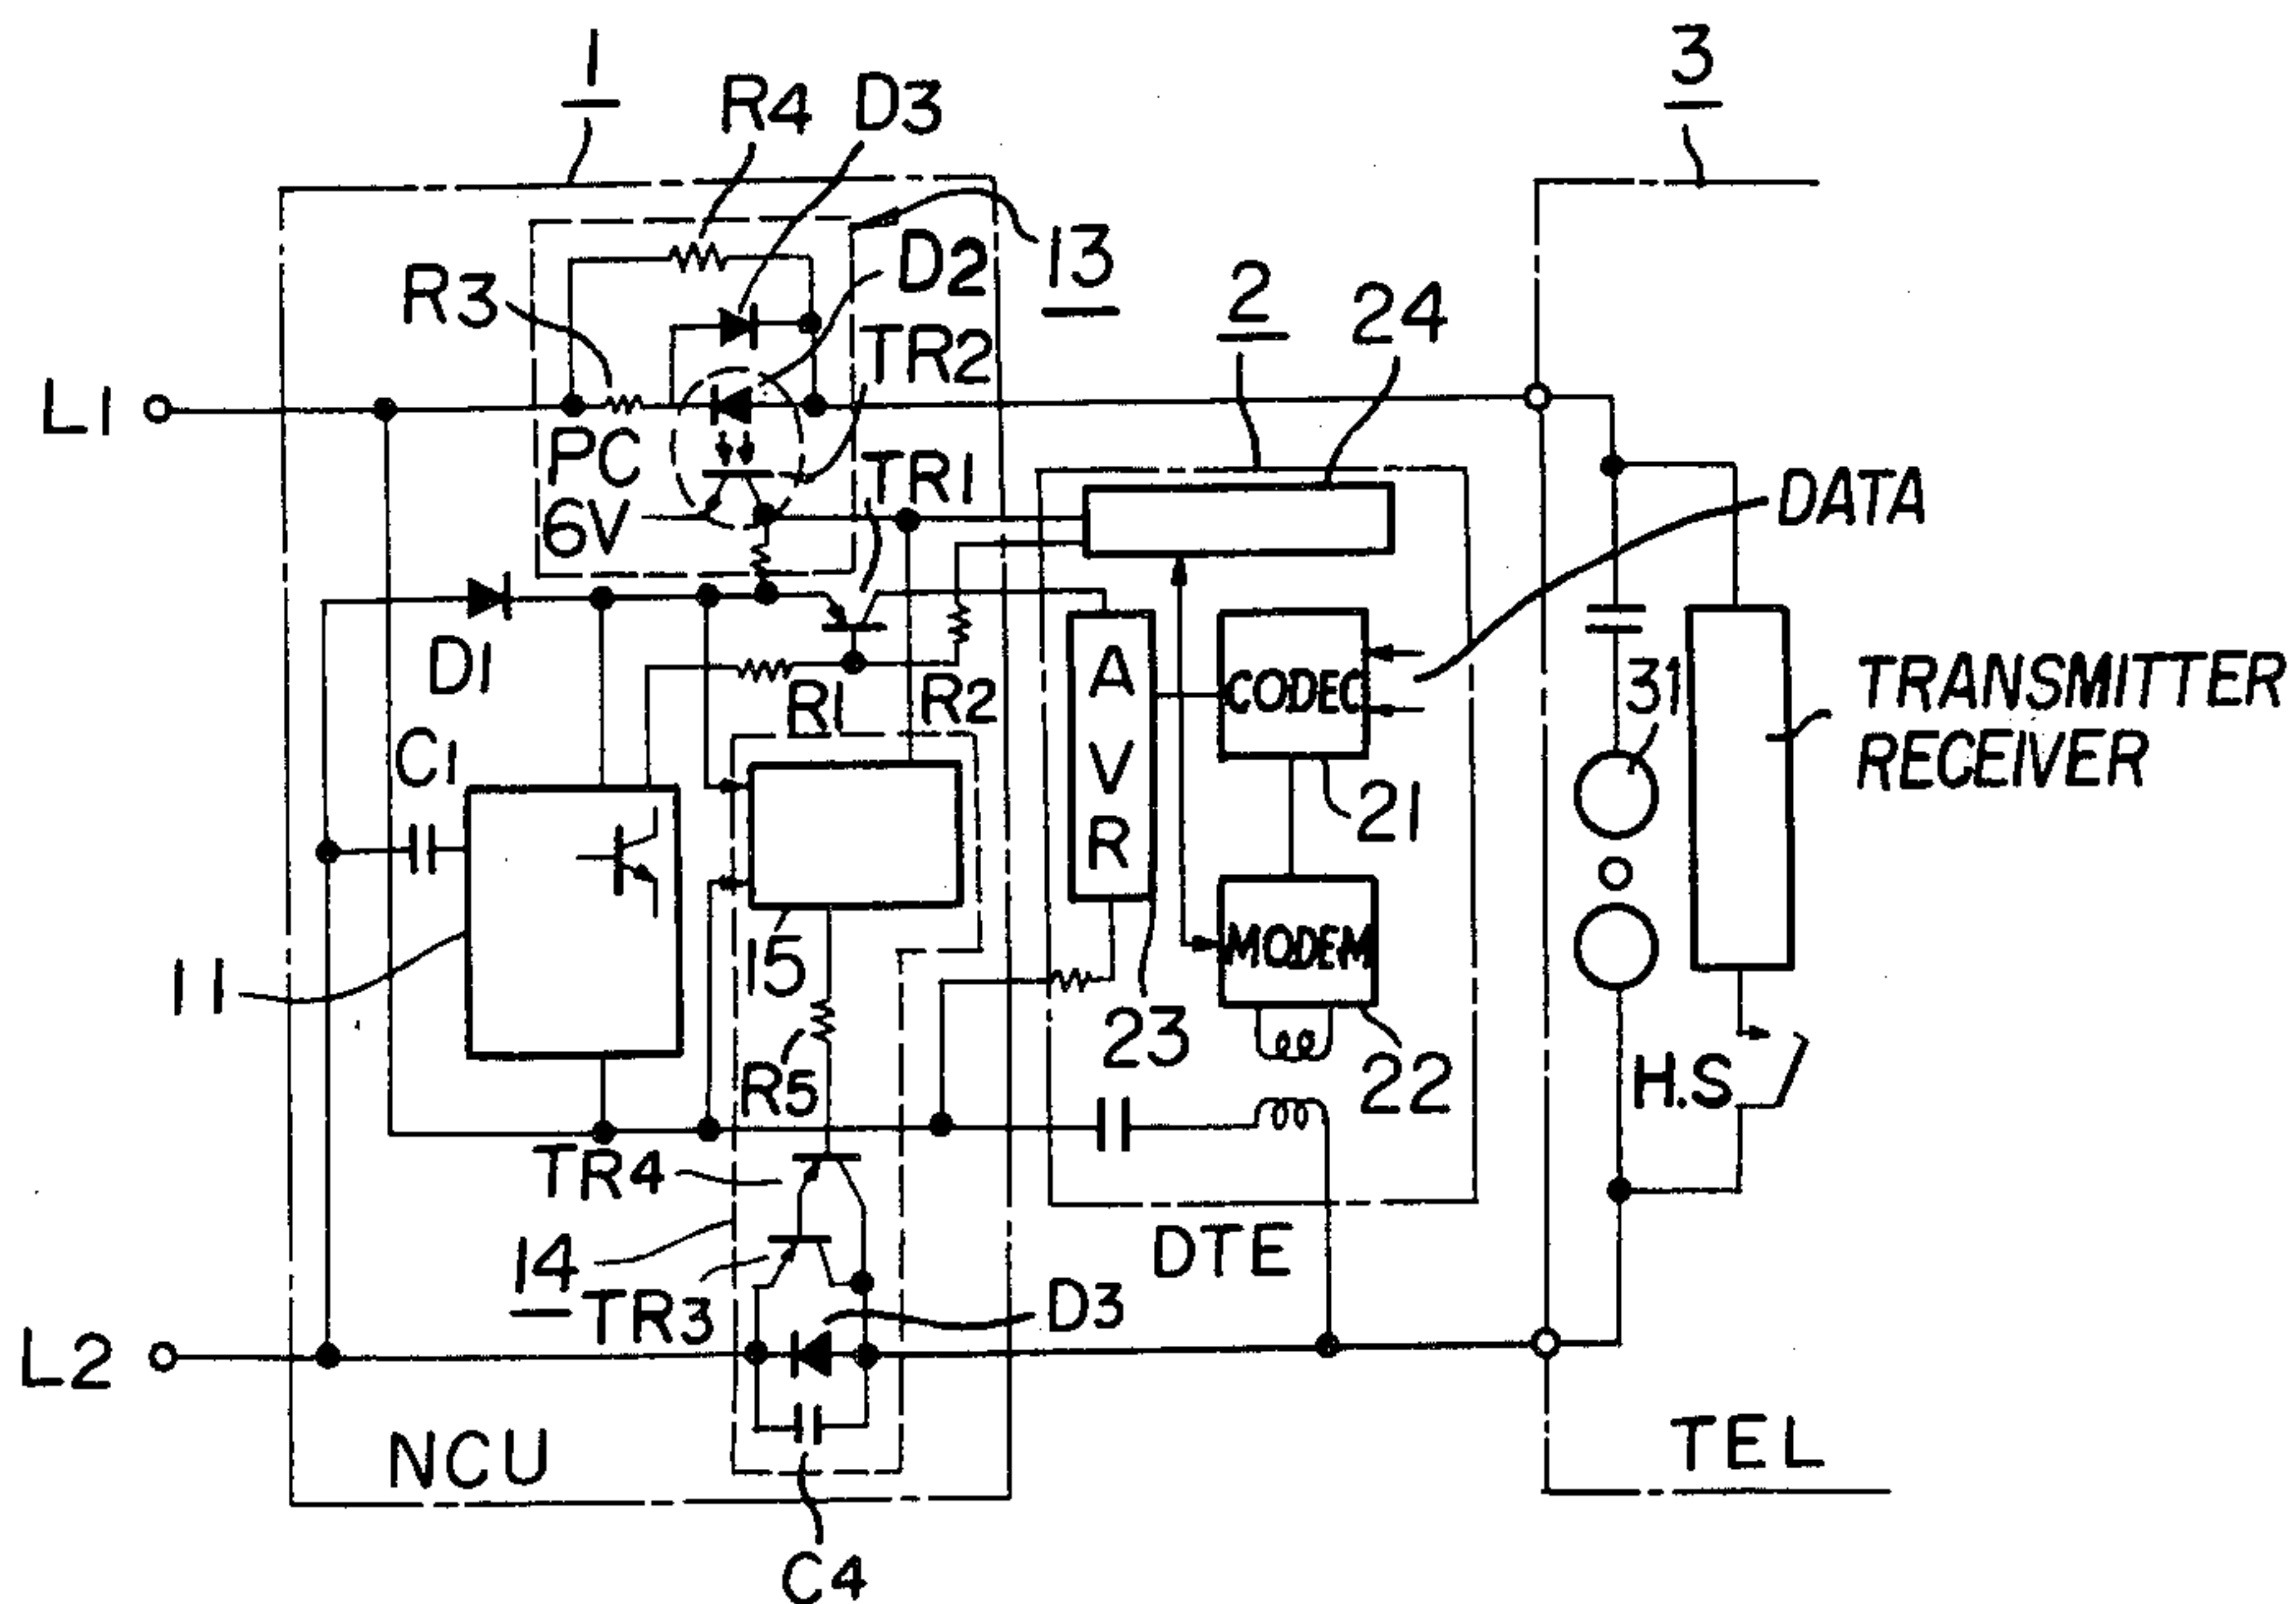 1
3
R4
D3
13
D2
2
24
R3
TR2
L1
PC
TR1
DATA
6V
D1
31
TRANSMITTER
RECEIVER
R1
R2
A
V
R
CODEC
C1
21
11
15
MODEM
23
22
R5
H.S
TR4
14
DTE
TR3
D3
L2
NCU
TEL
C4